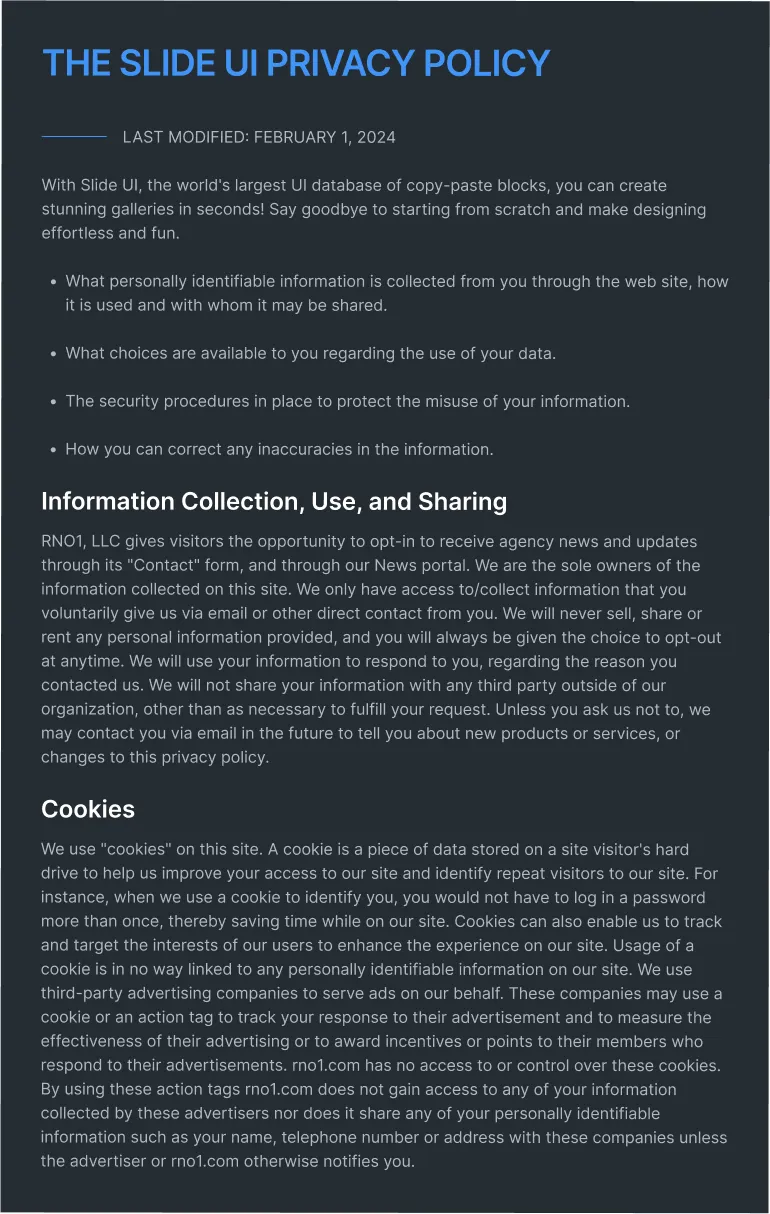 THE SLIDE UI PRIVACY POLICY
LAST MODIFIED: FEBRUARY 1, 2024
With Slide UI, the world's largest UI database of copy-paste blocks, you can create
stunning galleries in seconds! Say goodbye to starting from scratch and make designing
effortless and fun.
• What personally identifiable information is collected from you through the web site, how
it is used and with whom it may be shared.
• What choices are available to you regarding the use of your data.
• The security procedures in place to protect the misuse of your information.
• How you can correct any inaccuracies in the information.
Information Collection, Use, and Sharing
RNO1, LLC gives visitors the opportunity to opt-in to receive agency news and updates
through its "Contact" form, and through our News portal. We are the sole owners of the
information collected on this site. We only have access to/collect information that you
voluntarily give us via email or other direct contact from you. We will never sell, share or
rent any personal information provided, and you will always be given the choice to opt-out
at anytime. We will use your information to respond to you, regarding the reason you
contacted us. We will not share your information with any third party outside of our
organization, other than as necessary to fulfill your request. Unless you ask us not to, we
may contact you via email in the future to tell you about new products or services, or
changes to this privacy policy.
Cookies
We use "cookies" on this site. A cookie is a piece of data stored on a site visitor's hard
drive to help us improve your access to our site and identify repeat visitors to our site. For
instance, when we use a cookie to identify you, you would not have to log in a password
more than once, thereby saving time while on our site. Cookies can also enable us to track
and target the interests of our users to enhance the experience on our site. Usage of a
cookie is in no way linked to any personally identifiable information on our site. We use
third-party advertising companies to serve ads on our behalf. These companies may use a
cookie or an action tag to track your response to their advertisement and to measure the
effectiveness of their advertising or to award incentives or points to their members who
respond to their advertisements. rno1.com has no access to or control over these cookies.
By using these action tags rno1.com does not gain access to any of your information
collected by these advertisers nor does it share any of your personally identifiable
information such as your name, telephone number or address with these companies unless
the advertiser or rno1.com otherwise notifies you.